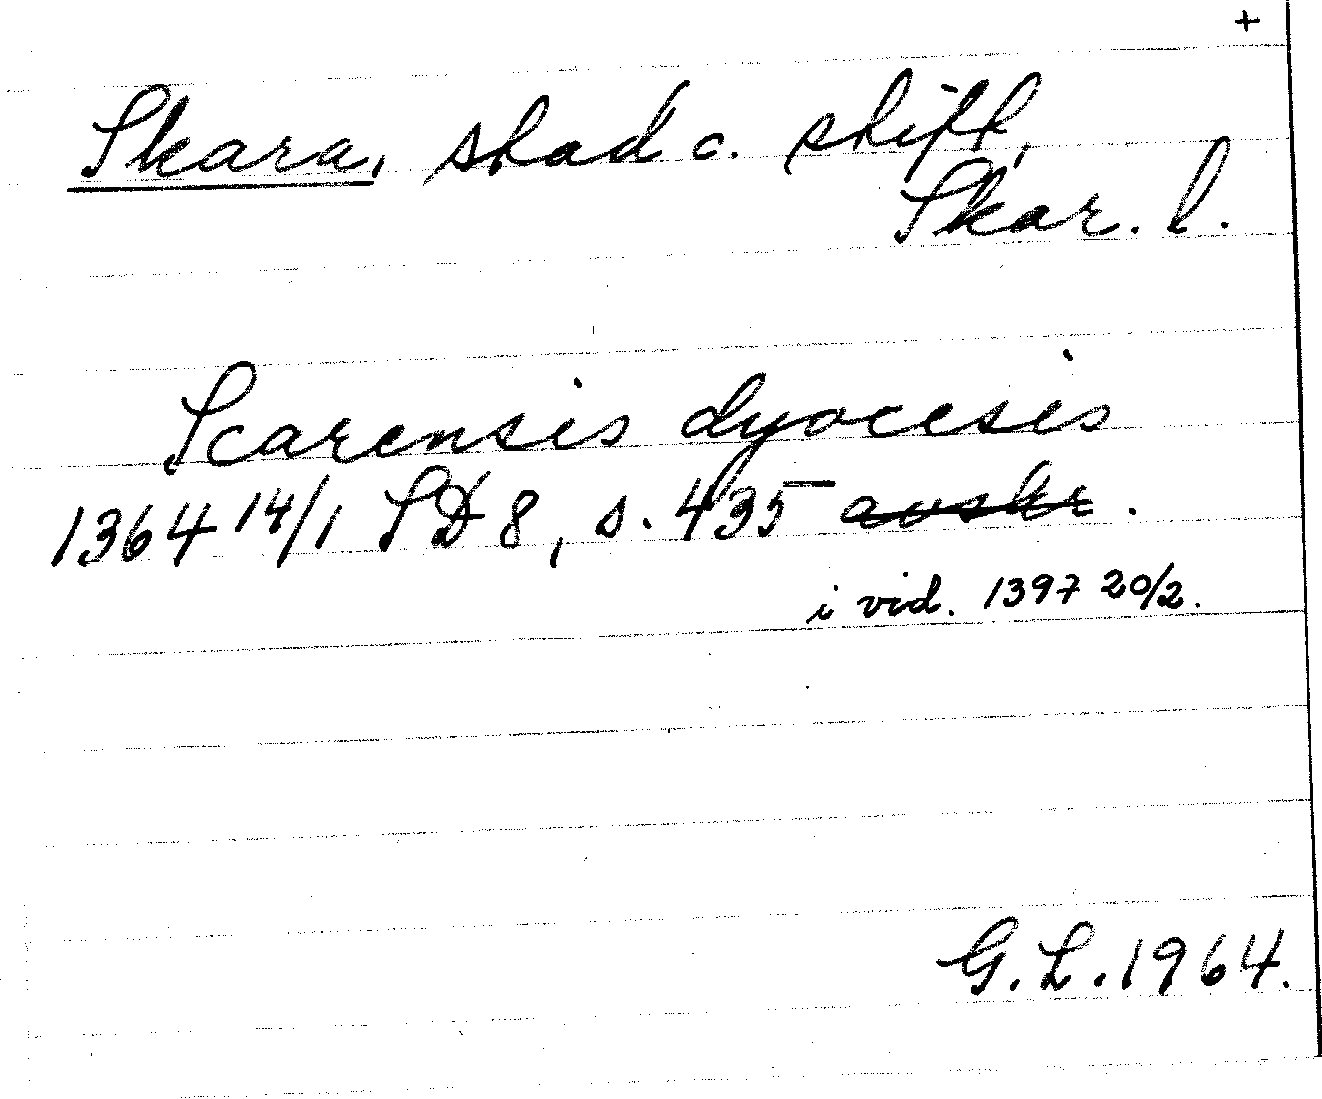 +
Skara, stad o. stift,
Skar. l.
Scarensis dyocesis
1364 14/1 SD 8, s. 435 avskr.
i vid. 1397 20/2.
G.L. 1964.